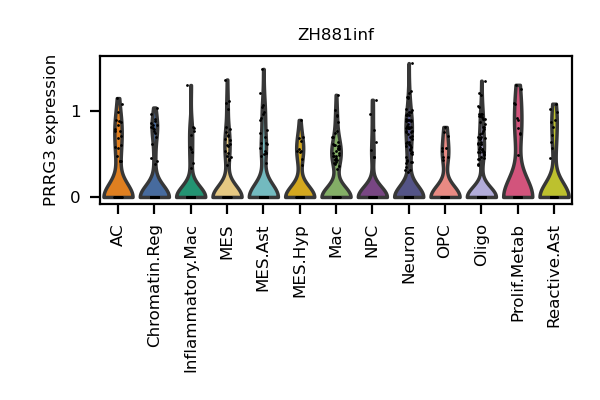 ZH881inf
PRRG3 expression
1
0
AC
Chromatin.Reg
Inflammatory.Mac
MES
MES.Ast
MES.Hyp
Mac
NPC
Neuron
OPC
Oligo
Prolif.Metab
Reactive.Ast